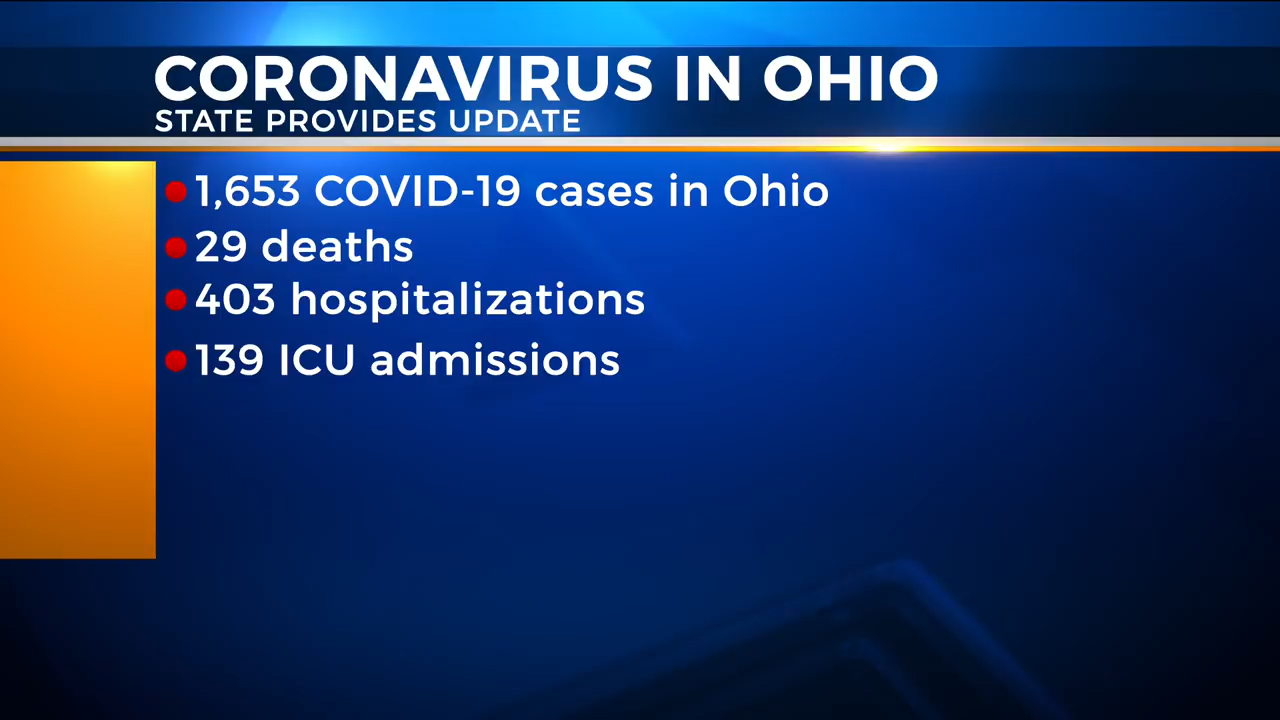 CORONAVIRUS IN OHIO
STATE PROVIDES UPDATE
1,653 COVID-19 cases in Ohio
29 deaths
403 hospitalizations
139 ICU admissions